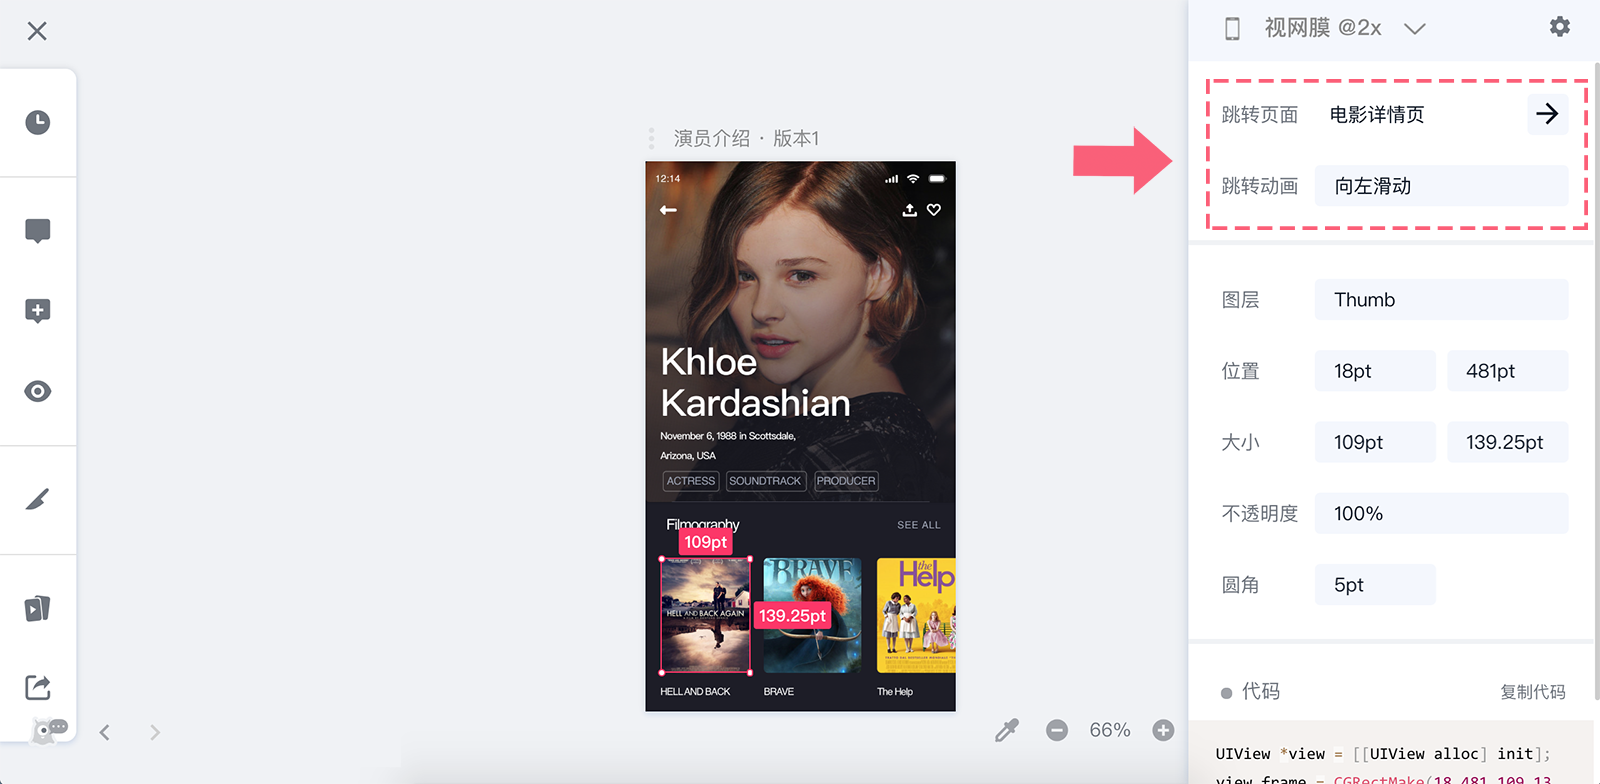 视网膜 @2x
跳转页面 电影详情页
跳转动画 向左滑动
演员介绍 · 版本1
12:14
Khloe
Kardashian
November 6, 1988 in Scottsdale,
Arizona, USA
ACTRESS SOUNDTRACK PRODUCER
Filmography SEE ALL
109pt
BRAVE
the
Help
HELL AND BACK AGAIN
139.25pt
HELL AND BACK BRAVE The Help
66%
图层 Thumb
位置 18pt 481pt
大小 109pt 139.25pt
不透明度 100%
圆角 5pt
代码 复制代码
UIView *view = [[UIView alloc] init];
view.frame = CGRectMake(18,481,109,13